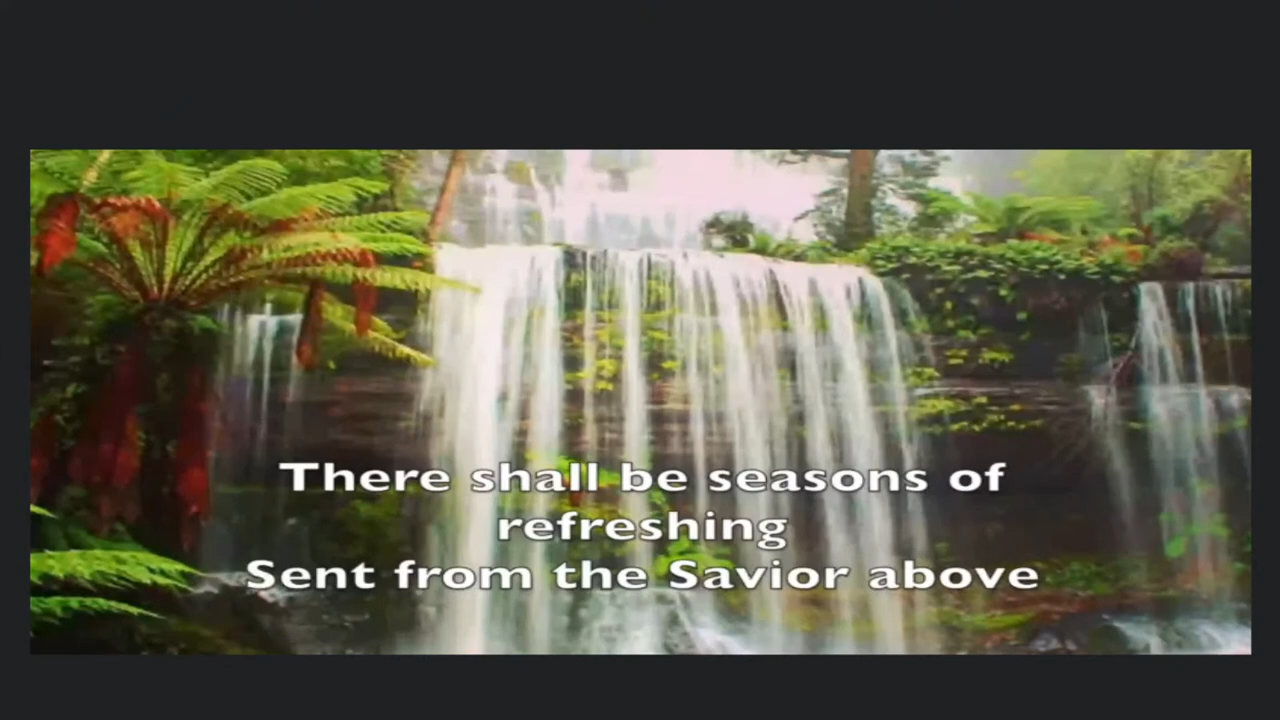 There shall be seasons of
refreshing
Sent from the Savior above